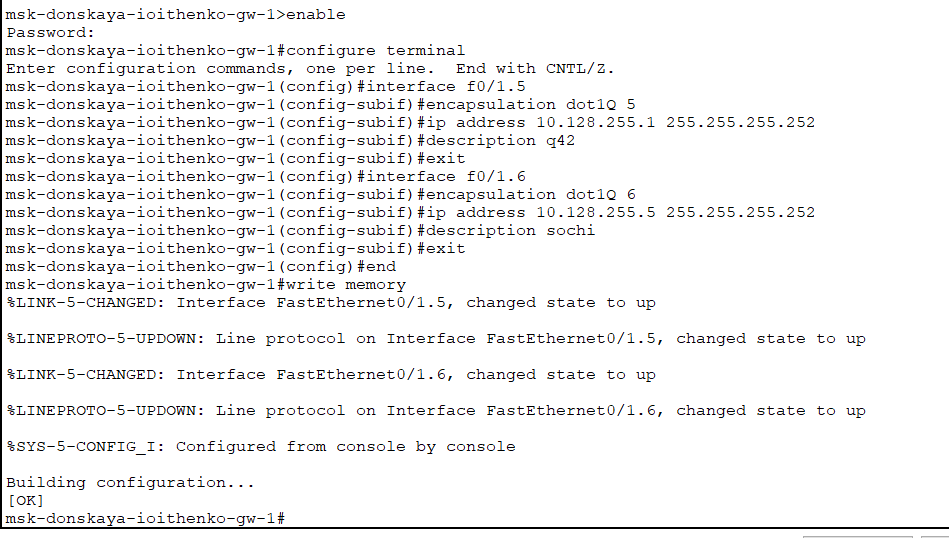 msk-donskaya-ioithenko-gw-1>enable
Password:
msk-donskaya-ioithenko-gw-1#configure terminal
Enter configuration commands, one per line.  End with CNTL/Z.
msk-donskaya-ioithenko-gw-1(config)#interface f0/1.5
msk-donskaya-ioithenko-gw-1(config-subif)#encapsulation dot1Q 5
msk-donskaya-ioithenko-gw-1(config-subif)#ip address 10.128.255.1 255.255.255.252
msk-donskaya-ioithenko-gw-1(config-subif)#description q42
msk-donskaya-ioithenko-gw-1(config-subif)#exit
msk-donskaya-ioithenko-gw-1(config)#interface f0/1.6
msk-donskaya-ioithenko-gw-1(config-subif)#encapsulation dot1Q 6
msk-donskaya-ioithenko-gw-1(config-subif)#ip address 10.128.255.5 255.255.255.252
msk-donskaya-ioithenko-gw-1(config-subif)#description sochi
msk-donskaya-ioithenko-gw-1(config-subif)#exit
msk-donskaya-ioithenko-gw-1(config)#end
msk-donskaya-ioithenko-gw-1#write memory
%LINK-5-CHANGED: Interface FastEthernet0/1.5, changed state to up
%LINEPROTO-5-UPDOWN: Line protocol on Interface FastEthernet0/1.5, changed state to up
%LINK-5-CHANGED: Interface FastEthernet0/1.6, changed state to up
%LINEPROTO-5-UPDOWN: Line protocol on Interface FastEthernet0/1.6, changed state to up
%SYS-5-CONFIG_I: Configured from console by console
Building configuration...
[OK]
msk-donskaya-ioithenko-gw-1#